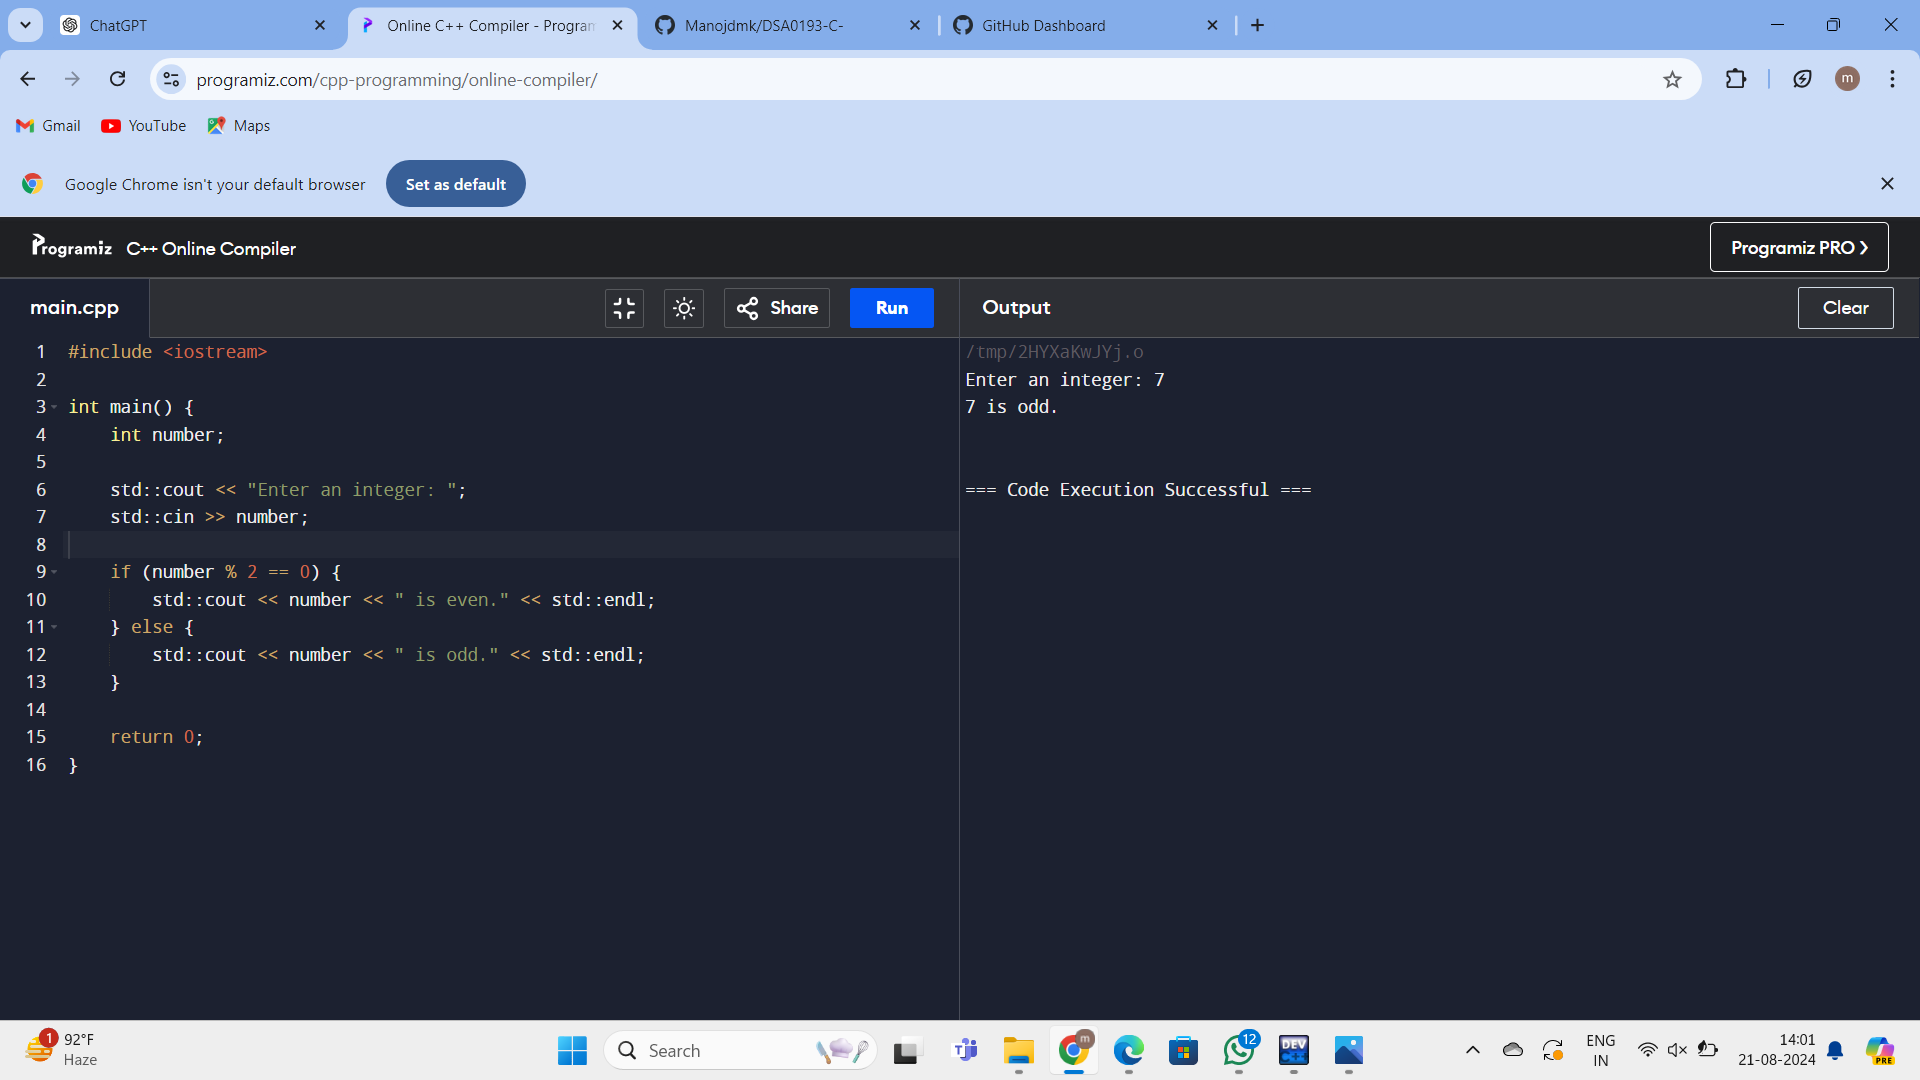 ChatGPT
Online C++ Compiler - Program
Manojdmk/DSA0193-C-
GitHub Dashboard
programiz.com/cpp-programming/online-compiler/
m
Gmail
YouTube
Maps
Google Chrome isn't your default browser
Set as default
Programiz
C++ Online Compiler
Programiz PRO
main.cpp
Share
Run
Output
Clear
1 #include <iostream>
2
3 int main() {
4     int number;
5
6     std::cout << "Enter an integer: ";
7     std::cin >> number;
8
9     if (number % 2 == 0) {
10         std::cout << number << " is even." << std::endl;
11     } else {
12         std::cout << number << " is odd." << std::endl;
13     }
14
15     return 0;
16 }
/tmp/2HYXaKwJYj.o
Enter an integer: 7
7 is odd.
=== Code Execution Successful ===
1
92°F
Haze
Search
m
12
DEV
C++
ENG
IN
14:01
21-08-2024
PRE